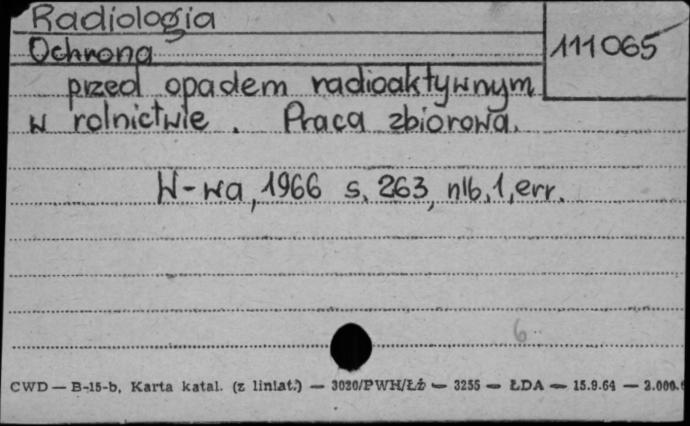 Radiologia
Ochrona
111065
przed opadem radioaktywnym
w rolnictwie. Praca zbiorowa.
W-wa, 1966 s. 263, nlb. 1, err.
6
CWD — B-15-b, Karta katal. (z liniat.) — 3020/PWH/Łż — 3255 — ŁDA — 15.9.64 — 2.000.